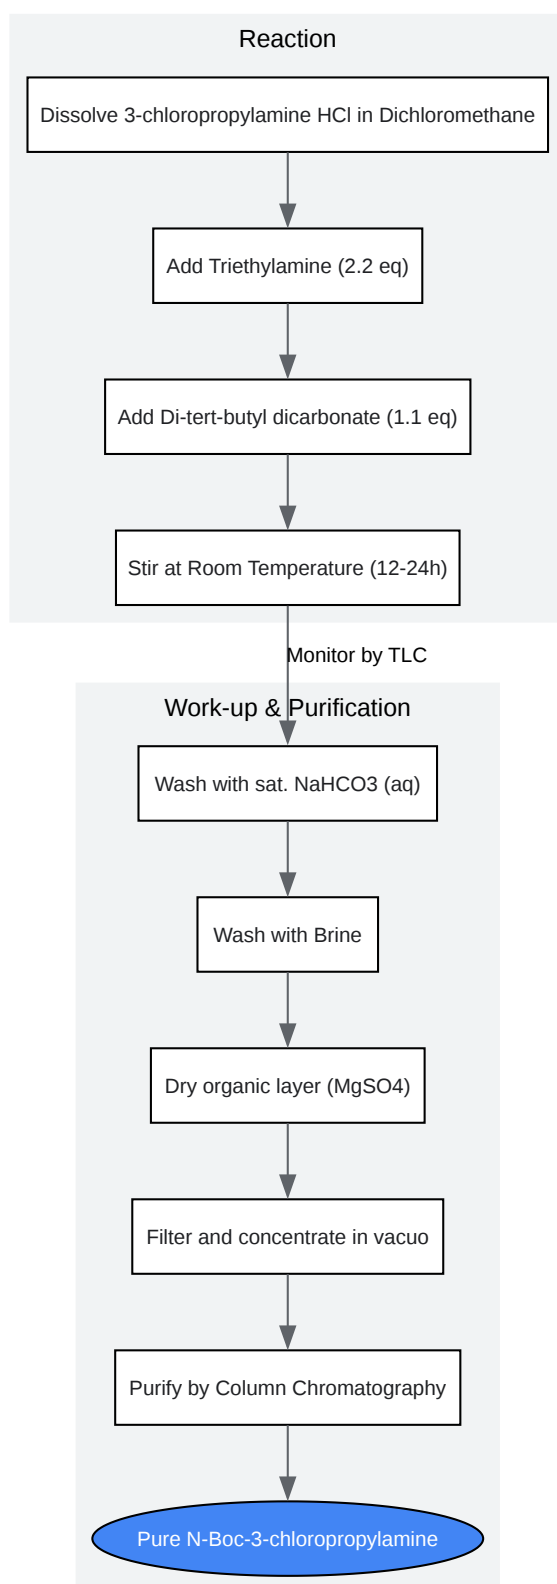 Reaction
Dissolve 3-chloropropylamine HCl in Dichloromethane
Add Triethylamine (2.2 eq)
Add Di-tert-butyl dicarbonate (1.1 eq)
Stir at Room Temperature (12-24h)
Monitor by TLC
Work-up & Purification
Wash with sat. NaHCO3 (aq)
Wash with Brine
Dry organic layer (MgSO4)
Filter and concentrate in vacuo
Purify by Column Chromatography
Pure N-Boc-3-chloropropylamine